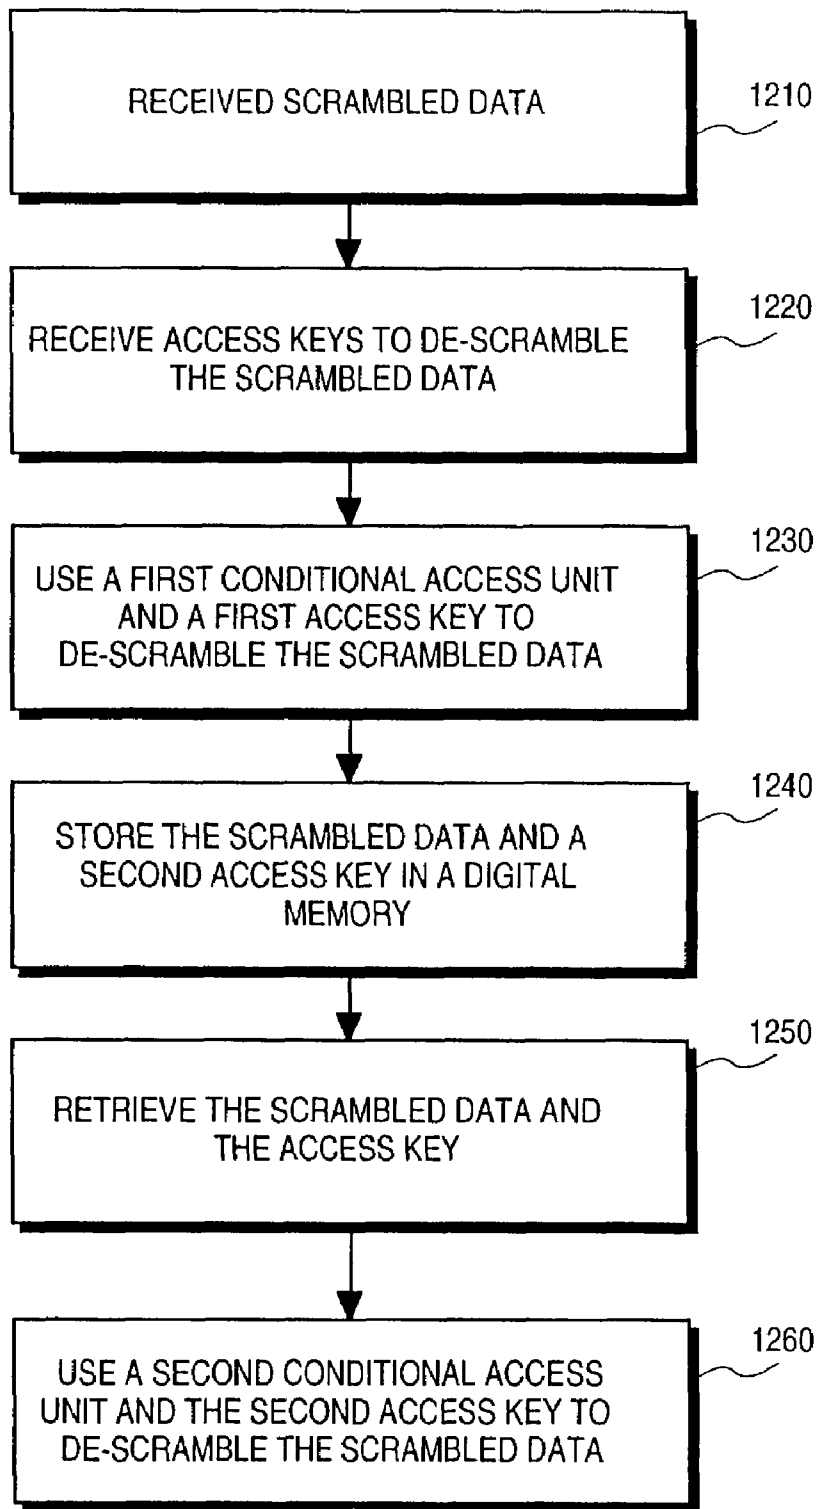 RECEIVED SCRAMBLED DATA
1210
RECEIVE ACCESS KEYS TO DE-SCRAMBLE
THE SCRAMBLED DATA
1220
USE A FIRST CONDITIONAL ACCESS UNIT
AND A FIRST ACCESS KEY TO
DE-SCRAMBLE THE SCRAMBLED DATA
1230
STORE THE SCRAMBLED DATA AND A
SECOND ACCESS KEY IN A DIGITAL
MEMORY
1240
RETRIEVE THE SCRAMBLED DATA AND
THE ACCESS KEY
1250
USE A SECOND CONDITIONAL ACCESS
UNIT AND THE SECOND ACCESS KEY TO
DE-SCRAMBLE THE SCRAMBLED DATA
1260